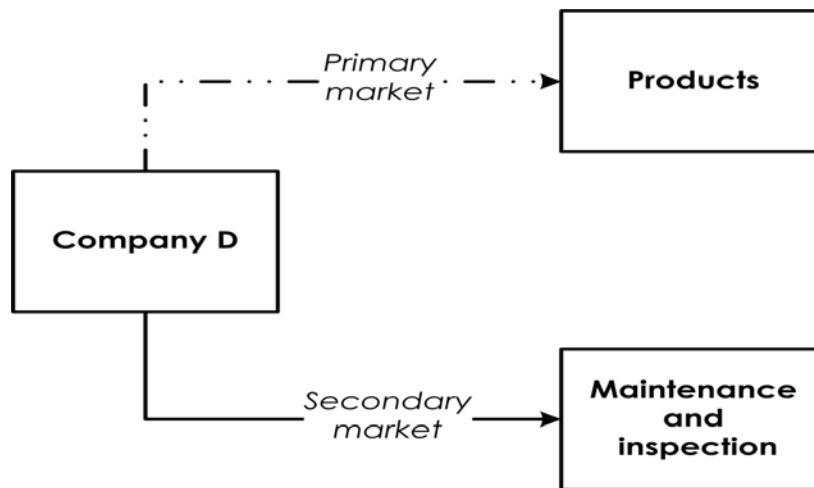 Primary
market
Products
Company D
Secondary
market
Maintenance
and
inspection